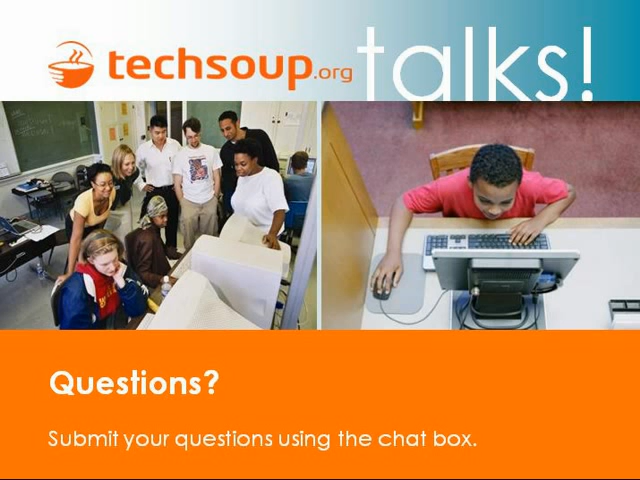 techsoup.org talks!
Questions?
Submit your questions using the chat box.